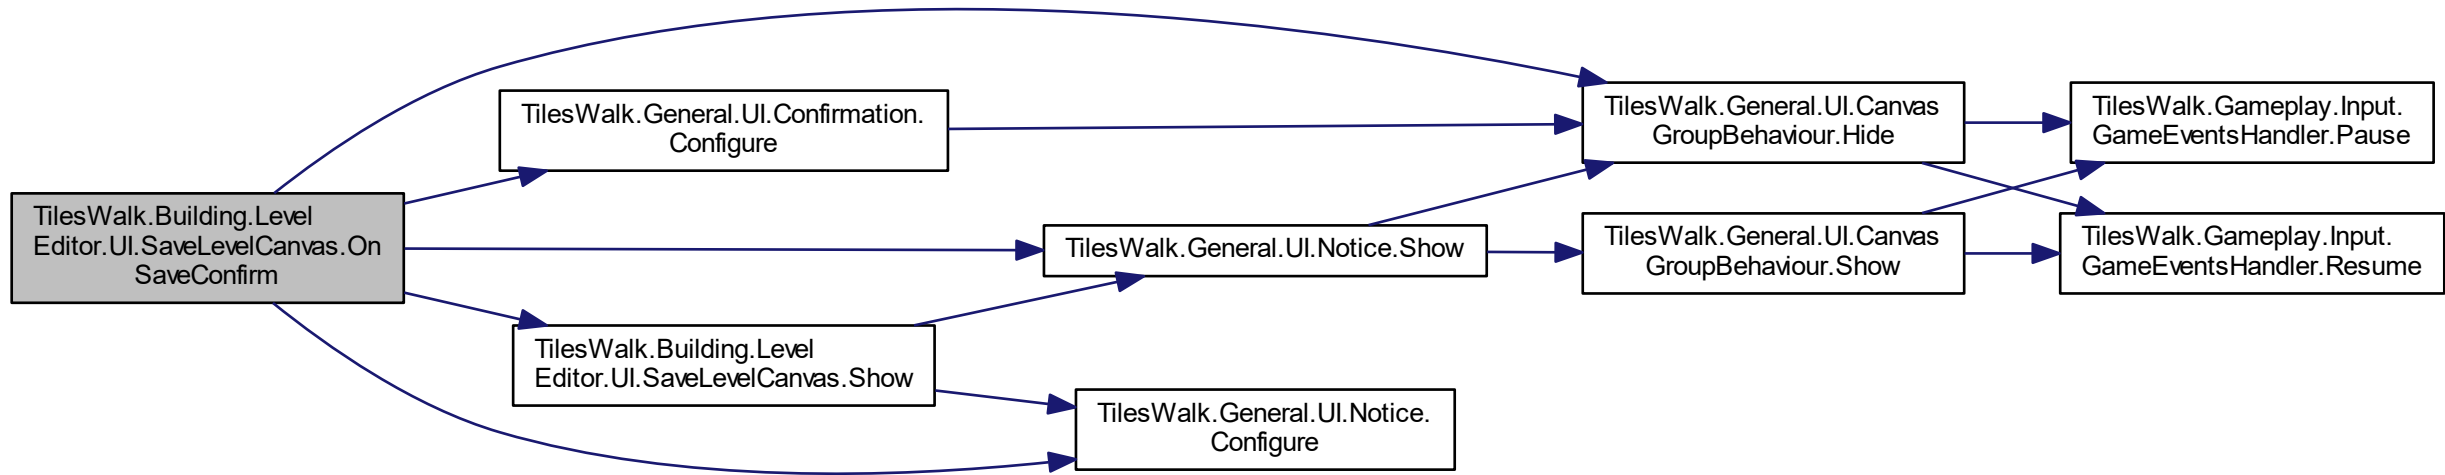 TilesWalk.Building.Level
Editor.UI.SaveLevelCanvas.On
SaveConfirm
TilesWalk.General.UI.Confirmation.
Configure
TilesWalk.General.UI.Notice.Show
TilesWalk.Building.Level
Editor.UI.SaveLevelCanvas.Show
TilesWalk.General.UI.Notice.
Configure
TilesWalk.General.UI.Canvas
GroupBehaviour.Hide
TilesWalk.General.UI.Canvas
GroupBehaviour.Show
TilesWalk.Gameplay.Input.
GameEventsHandler.Pause
TilesWalk.Gameplay.Input.
GameEventsHandler.Resume